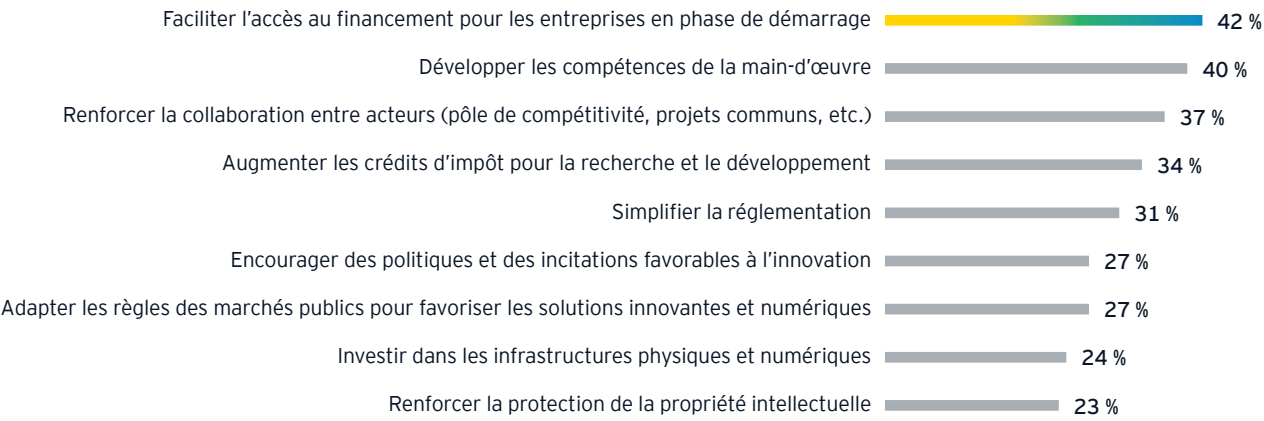 Faciliter l'accès au financement pour les entreprises en phase de démarrage 42 %
Développer les compétences de la main-d'œuvre 40 %
Renforcer la collaboration entre acteurs (pôle de compétitivité, projets communs, etc.) 37 %
Augmenter les crédits d'impôt pour la recherche et le développement 34 %
Simplifier la réglementation 31 %
Encourager des politiques et des incitations favorables à l'innovation 27 %
Adapter les règles des marchés publics pour favoriser les solutions innovantes et numériques 27 %
Investir dans les infrastructures physiques et numériques 24 %
Renforcer la protection de la propriété intellectuelle 23 %